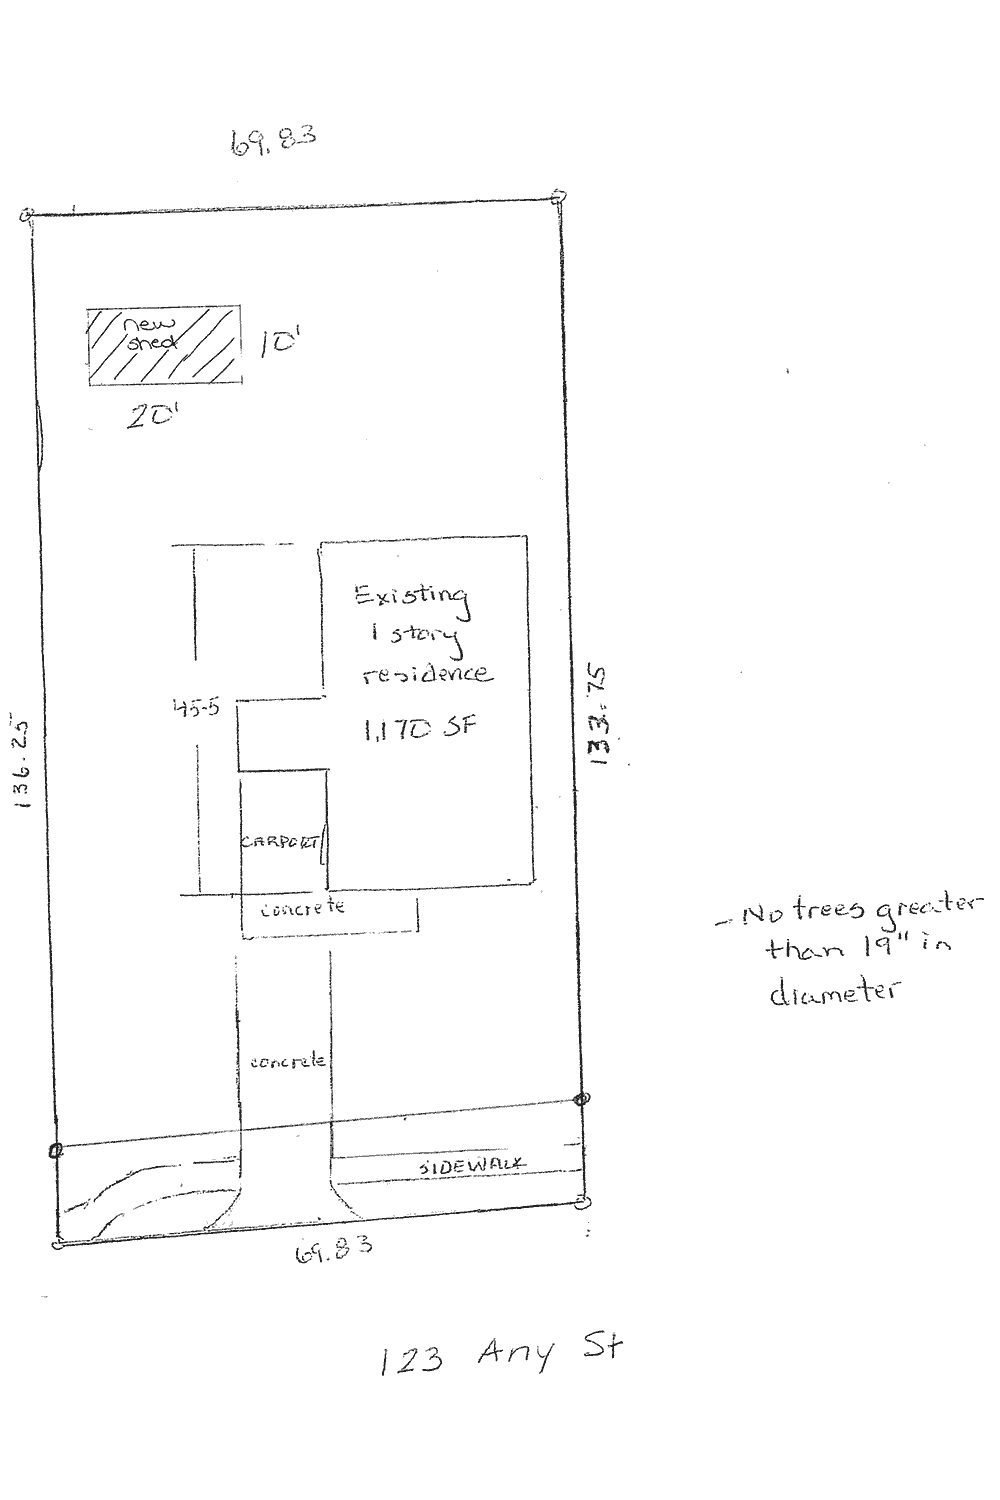 69.83
new
shed
10'
20'
Existing
1 story
residence
1,170 SF
45-5
136.25
133.75
CARPORT
concrete
- No trees greater
than 19" in
diameter
concrete
SIDEWALK
69.83
123 Any St